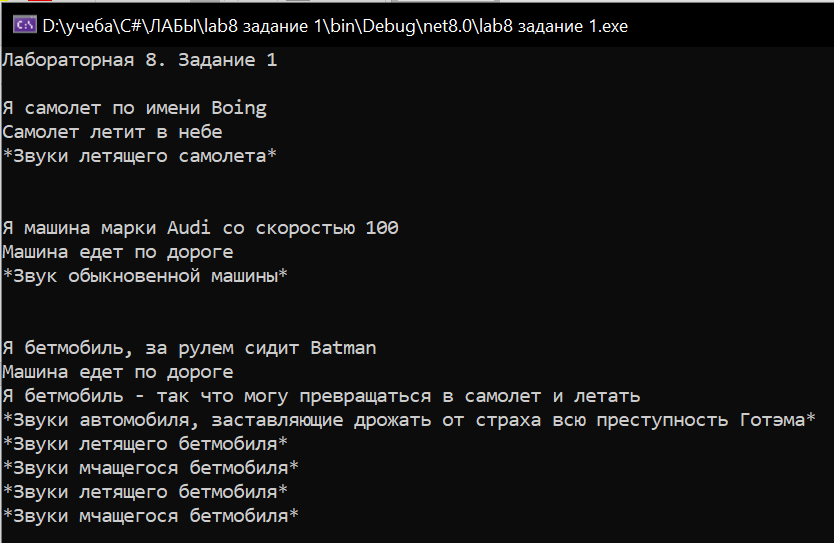 D:\учеба\C#\ЛАБЫ\lab8 задание 1\bin\Debug\net8.0\lab8 задание 1.exe
Лабораторная 8. Задание 1
Я самолет по имени Boing
Самолет летит в небе
*Звуки летящего самолета*
Я машина марки Audi со скоростью 100
Машина едет по дороге
*Звук обыкновенной машины*
Я бетмобиль, за рулем сидит Batman
Машина едет по дороге
Я бетмобиль - так что могу превращаться в самолет и летать
*Звуки автомобиля, заставляющие дрожать от страха всю преступность Готэма*
*Звуки летящего бетмобиля*
*Звуки мчащегося бетмобиля*
*Звуки летящего бетмобиля*
*Звуки мчащегося бетмобиля*